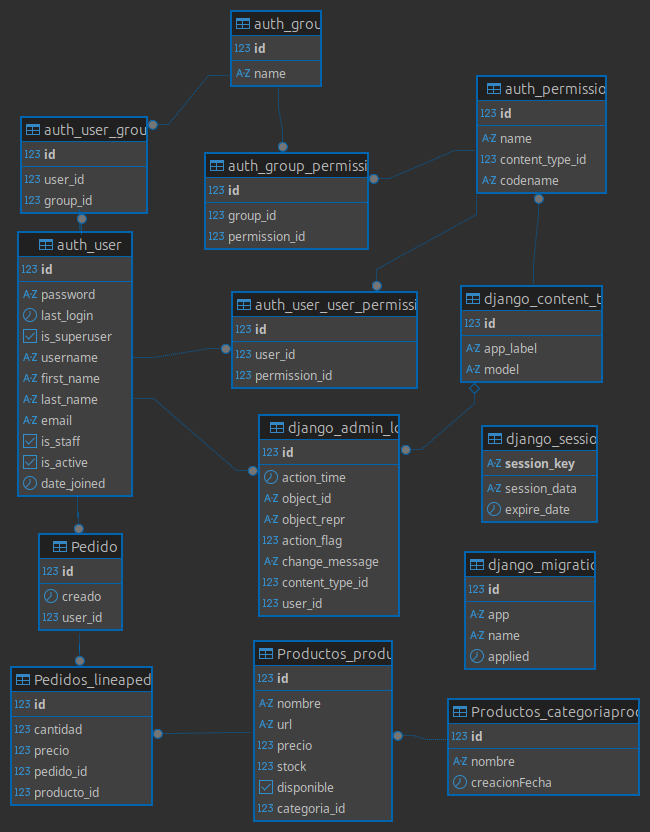 auth_grou
123 id
A-Z name
auth_permissio
123 id
A-Z name
123 content_type_id
A-Z codename
auth_user_grou
123 id
123 user_id
123 group_id
auth_group_permissi
123 id
123 group_id
123 permission_id
auth_user
123 id
A-Z password
last_login
is_superuser
A-Z username
A-Z first_name
A-Z last_name
A-Z email
is_staff
is_active
date_joined
auth_user_user_permissi
123 id
123 user_id
123 permission_id
django_content_t
123 id
A-Z app_label
A-Z model
django_admin_lo
123 id
action_time
A-Z object_id
A-Z object_repr
123 action_flag
A-Z change_message
123 content_type_id
123 user_id
django_sessio
A-Z session_key
A-Z session_data
expire_date
Pedido
123 id
creado
123 user_id
django_migratio
123 id
A-Z app
A-Z name
applied
Pedidos_lineaped
123 id
123 cantidad
123 precio
123 pedido_id
123 producto_id
Productos_produ
123 id
A-Z nombre
A-Z url
123 precio
123 stock
disponible
123 categoria_id
Productos_categoriaproc
123 id
A-Z nombre
creacionFecha